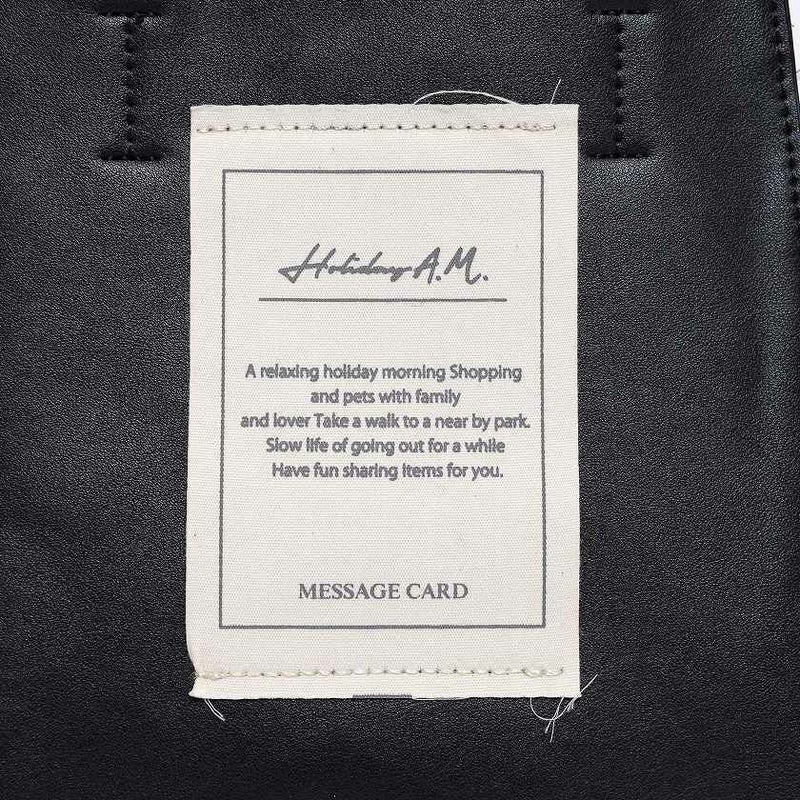 Holiday A.M.
A relaxing holiday morning Shopping
and pets with family
and lover Take a walk to a near by park.
Slow life of going out for a while
Have fun sharing items for you.
MESSAGE CARD